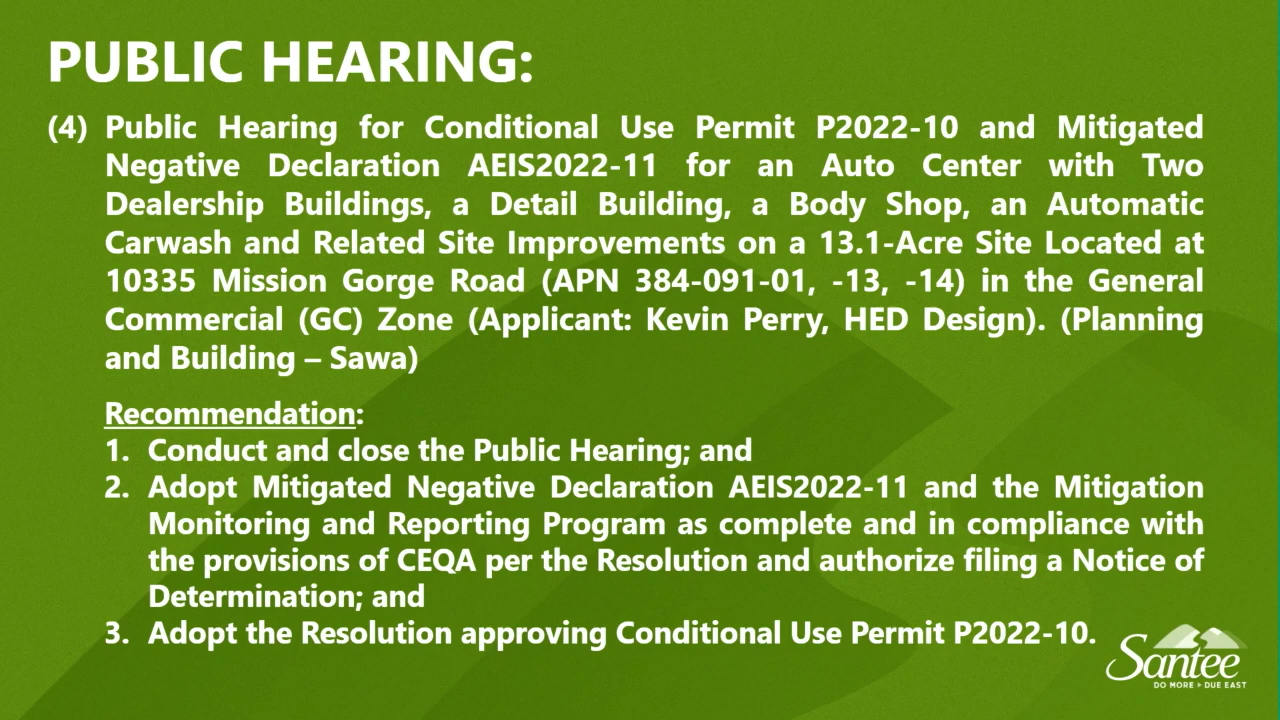 PUBLIC HEARING:
(4) Public Hearing for Conditional Use Permit P2022-10 and Mitigated
Negative Declaration AEIS2022-11 for an Auto Center with Two
Dealership Buildings, a Detail Building, a Body Shop, an Automatic
Carwash and Related Site Improvements on a 13.1-Acre Site Located at
10335 Mission Gorge Road (APN 384-091-01, -13, -14) in the General
Commercial (GC) Zone (Applicant: Kevin Perry, HED Design). (Planning
and Building – Sawa)
Recommendation:
1. Conduct and close the Public Hearing; and
2. Adopt Mitigated Negative Declaration AEIS2022-11 and the Mitigation
Monitoring and Reporting Program as complete and in compliance with
the provisions of CEQA per the Resolution and authorize filing a Notice of
Determination; and
3. Adopt the Resolution approving Conditional Use Permit P2022-10.
Santee
DO MORE ▸ DUE EAST